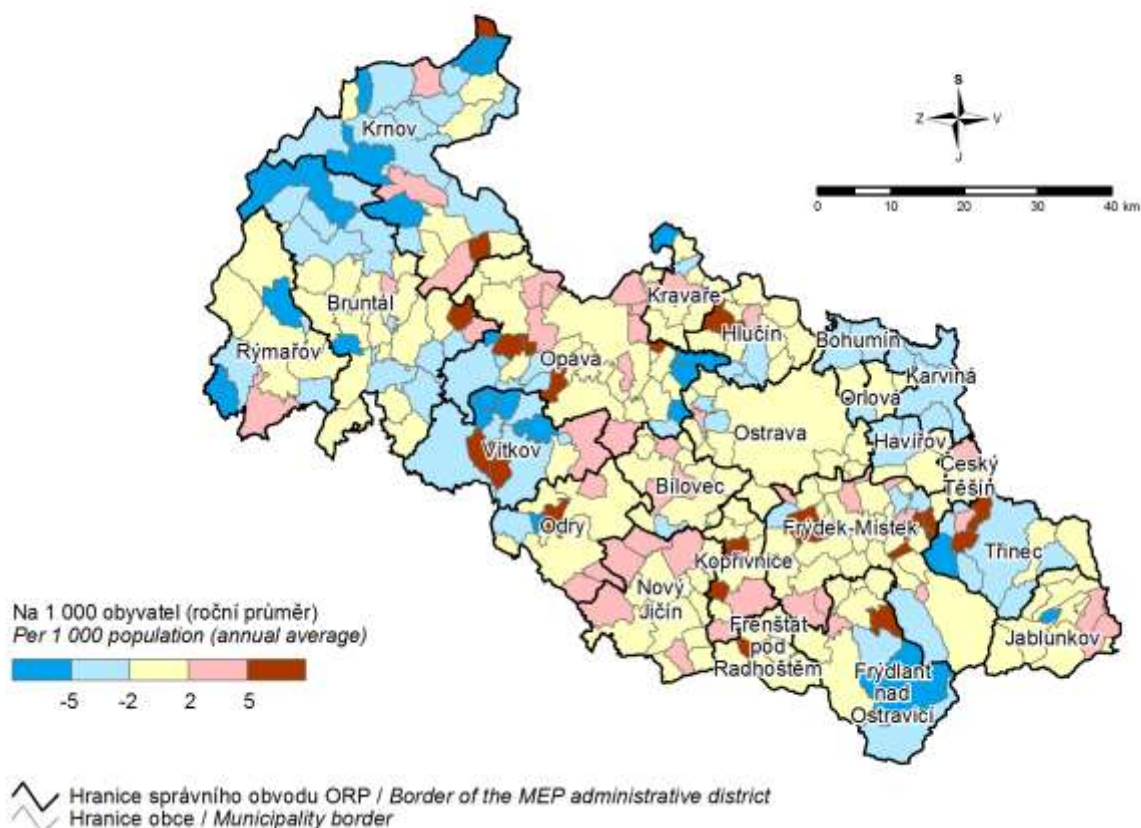 S
Z V
J
0 10 20 30 40 km
Krnov
Bruntál
Rýmařov
Kravaře
Hlučín
Opava
Bohumín
Karviná
Orlová
Ostrava
Havířov
Český
Těšín
Vítkov
Bílovec
Odry
Frýdek-Místek
Třinec
Kopřivnice
Nový
Jičín
Frenštát
pod
Radhoštěm
Jablunkov
Frýdlant
nad
Ostravicí
Na 1 000 obyvatel (roční průměr)
Per 1 000 population (annual average)
-5 -2 2 5
Hranice správního obvodu ORP / Border of the MEP administrative district
Hranice obce / Municipality border